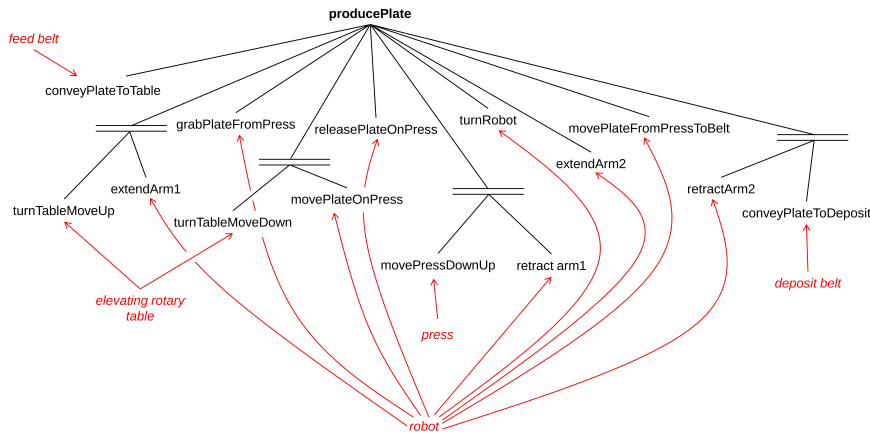 producePlate
feed belt
conveyPlateToTable
grabPlateFromPress
releasePlateOnPress
turnRobot
movePlateFromPressToBelt
extendArm2
extendArm1
movePlateOnPress
retractArm2
turnTableMoveUp
turnTableMoveDown
conveyPlateToDeposit
movePressDownUp
retract arm1
deposit belt
elevating rotary
table
press
robot